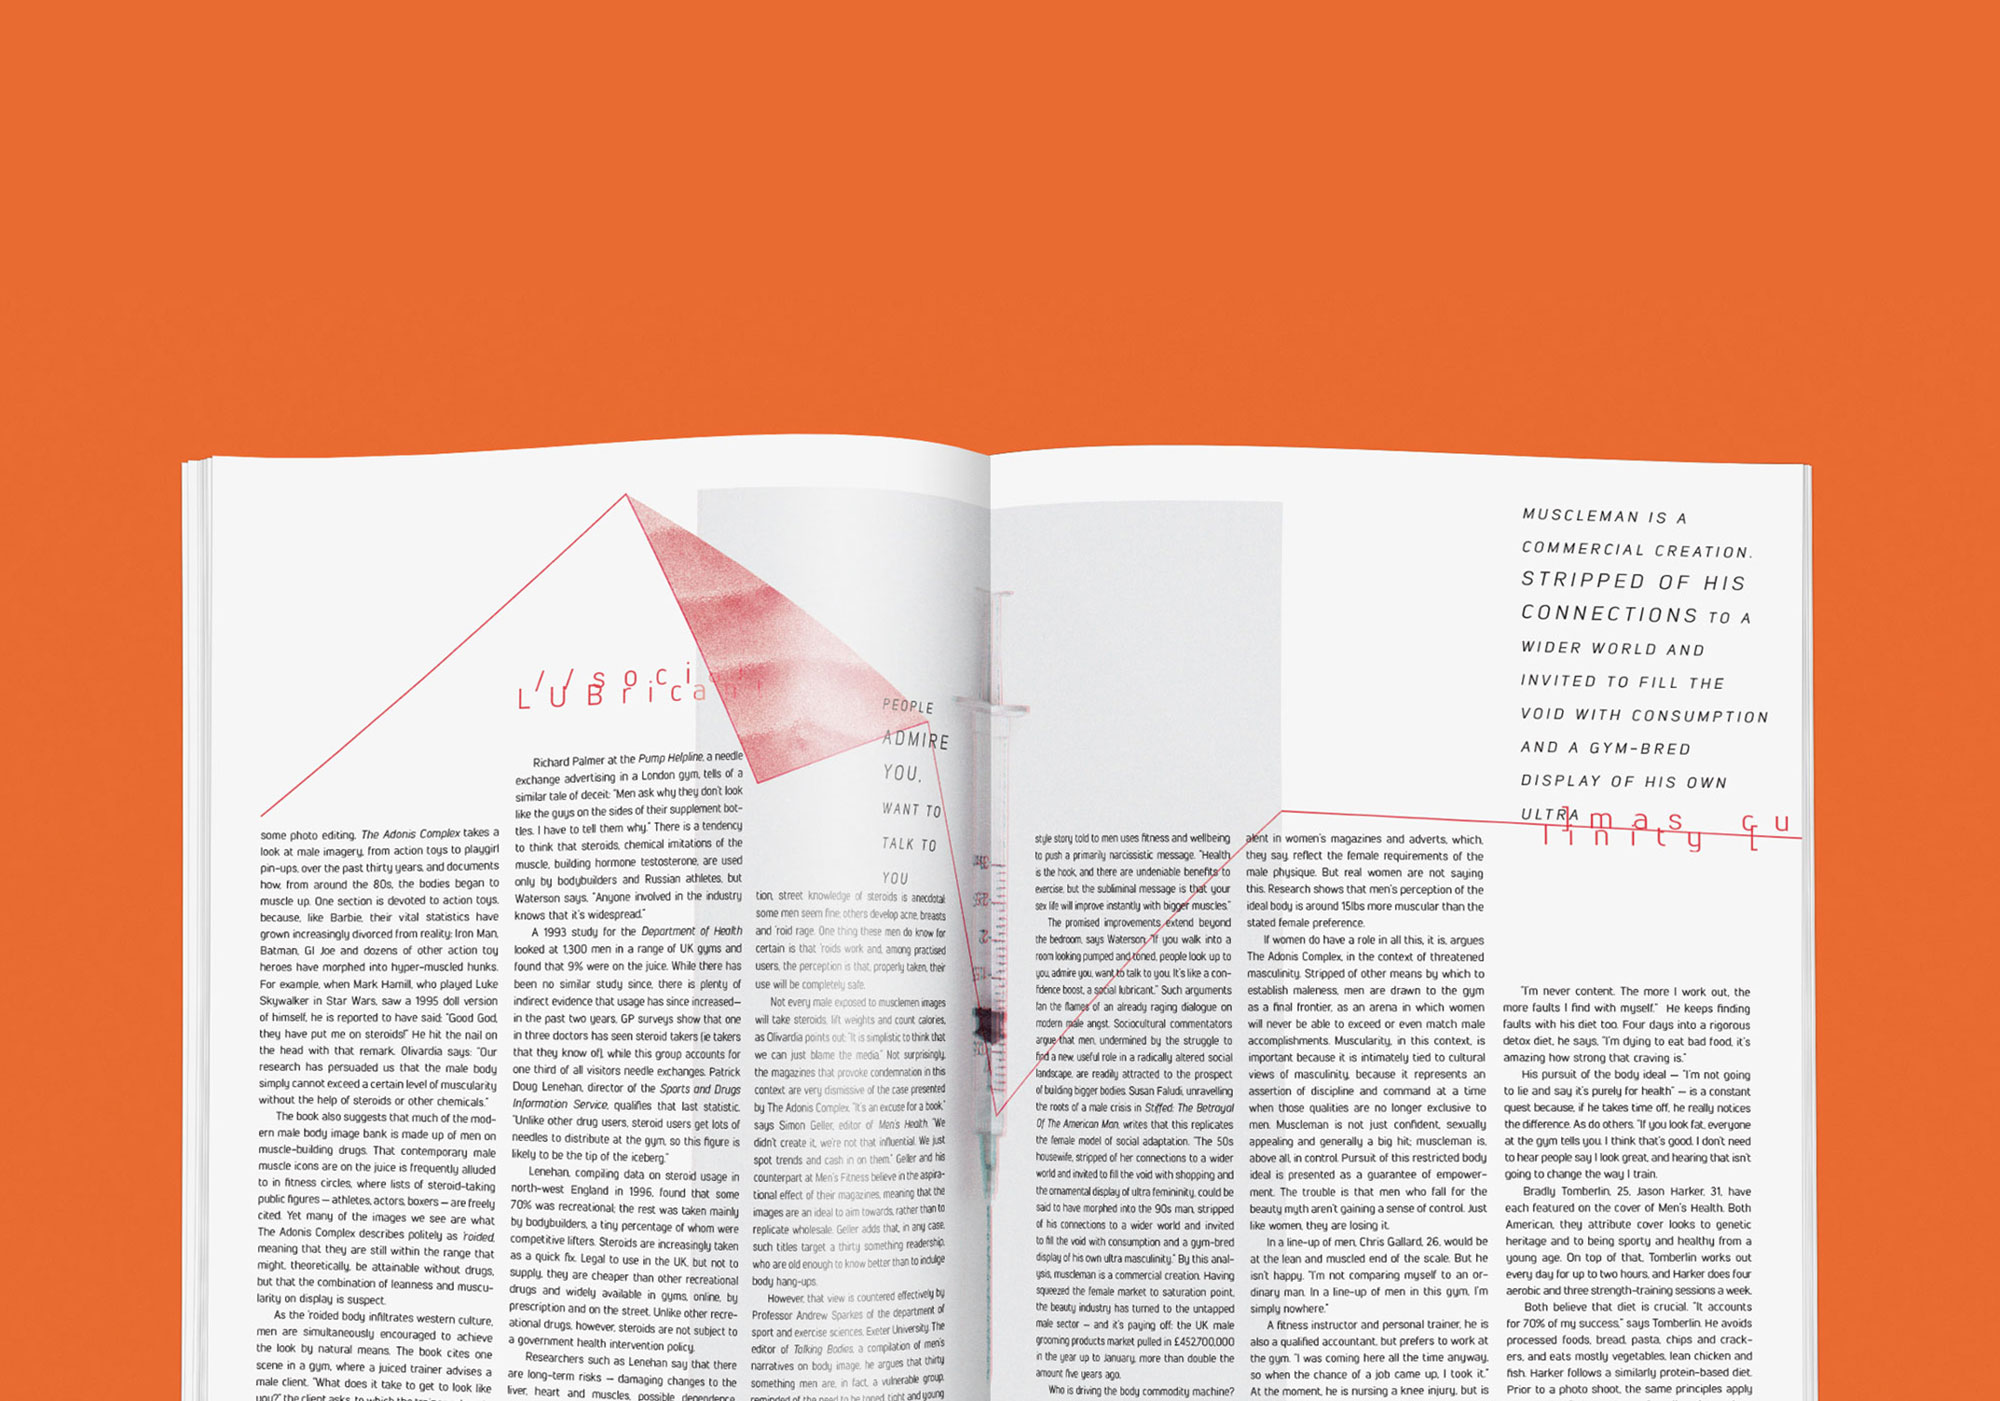 // soci
LUBrica
some photo editing. The Adonis Complex takes a
look at male imagery, from action toys to playgirl
pin-ups, over the past thirty years, and documents
how, from around the 80s, the bodies began to
muscle up. One section is devoted to action toys,
because, like Barbie, their vital statistics have
grown increasingly divorced from reality: Iron Man,
Batman, GI Joe and dozens of other action toy
heroes have morphed into hyper-muscled hunks.
For example, when Mark Hamill, who played Luke
Skywalker in Star Wars, saw a 1995 doll version
of himself, he is reported to have said: "Good God,
they have put me on steroids!" He hit the nail on
the head with that remark. Olivardia says: "Our
research has persuaded us that the male body
simply cannot exceed a certain level of muscularity
without the help of steroids or other chemicals."
The book also suggests that much of the mod-
ern male body image bank is made up of men on
muscle-building drugs. That contemporary male
muscle icons are on the juice is frequently alluded
to in fitness circles, where lists of steroid-taking
public figures – athletes, actors, boxers – are freely
cited. Yet many of the images we see are what
The Adonis Complex describes politely as 'roided,
meaning that they are still within the range that
might, theoretically, be attainable without drugs,
but that the combination of leanness and muscu-
larity on display is suspect.
As the 'roided body infiltrates western culture,
men are simultaneously encouraged to achieve
the look by natural means. The book cites one
scene in a gym, where a juiced trainer advises a
male client. "What does it take to get to look like
you?" the client asks, to which the
Richard Palmer at the Pump Helpline, a needle
exchange advertising in a London gym, tells of a
similar tale of deceit: "Men ask why they don't look
like the guys on the sides of their supplement bot-
tles. I have to tell them why." There is a tendency
to think that steroids, chemical imitations of the
muscle, building hormone testosterone, are used
only by bodybuilders and Russian athletes, but
Waterson says, "Anyone involved in the industry
knows that it's widespread."
A 1993 study for the Department of Health
looked at 1,300 men in a range of UK gyms and
found that 9% were on the juice. While there has
been no similar study since, there is plenty of
indirect evidence that usage has since increased–
in the past two years, GP surveys show that one
in three doctors has seen steroid takers (ie takers
that they know of), while this group accounts for
one third of all visitors needle exchanges. Patrick
Doug Lenehan, director of the Sports and Drugs
Information Service, qualifies that last statistic.
"Unlike other drug users, steroid users get lots of
needles to distribute at the gym, so this figure is
likely to be the tip of the iceberg."
Lenehan, compiling data on steroid usage in
north-west England in 1996, found that some
70% was recreational; the rest was taken mainly
by bodybuilders, a tiny percentage of whom were
competitive lifters. Steroids are increasingly taken
as a quick fix. Legal to use in the UK, but not to
supply, they are cheaper than other recreational
drugs and widely available in gyms, online, by
prescription and on the street. Unlike other recre-
ational drugs, however, steroids are not subject to
a government health intervention policy.
Researchers such as Lenehan say that there
are long-term risks – damaging changes to the
liver, heart and muscles, possible dependence
PEOPLE
ADMIRE
YOU,
WANT TO
TALK TO
YOU
tion, street knowledge of steroids is anecdotal
some men seem fine; others develop acne, breasts
and 'roid rage. One thing these men do know for
certain is that 'roids work and, among practised
users, the perception is that, properly taken, their
use will be completely safe.
Not every male exposed to musclemen images
will take steroids, lift weights and count calories,
as Olivardia points out: "It is simplistic to think that
we can just blame the media." Not surprisingly,
the magazines that provoke condemnation in this
context are very dismissive of the case presented
by The Adonis Complex. "It's an excuse for a book,"
says Simon Geller, editor of Men's Health. "We
didn't create it, we're not that influential. We just
spot trends and cash in on them." Geller and his
counterpart at Men's Fitness believe in the aspira-
tional effect of their magazines, meaning that the
images are an ideal to aim towards, rather than to
replicate wholesale. Geller adds that, in any case,
such titles target a thirty something readership,
who are old enough to know better than to indulge
body hang-ups.
However, that view is countered effectively by
Professor Andrew Sparkes of the department of
sport and exercise sciences, Exeter University. The
editor of Talking Bodies, a compilation of men's
narratives on body image, he argues that thirty
something men are, in fact, a vulnerable group,
reminded of the need to be toned, tight and young
style story told to men uses fitness and wellbeing
to push a primarily narcissistic message. "Health
is the hook, and there are undeniable benefits to
exercise, but the subliminal message is that your
sex life will improve instantly with bigger muscles."
The promised improvements extend beyond
the bedroom, says Waterson. "If you walk into a
room looking pumped and toned, people look up to
you, admire you, want to talk to you. It's like a con-
fidence boost, a social lubricant." Such arguments
fan the flames of an already raging dialogue on
modern male angst. Sociocultural commentators
argue that men, undermined by the struggle to
find a new, useful role in a radically altered social
landscape, are readily attracted to the prospect
of building bigger bodies. Susan Faludi, unravelling
the roots of a male crisis in Stiffed: The Betrayal
Of The American Man, writes that this replicates
the female model of social adaptation. "The 50s
housewife, stripped of her connections to a wider
world and invited to fill the void with shopping and
the ornamental display of ultra femininity, could be
said to have morphed into the 90s man, stripped
of his connections to a wider world and invited
to fill the void with consumption and a gym-bred
display of his own ultra masculinity." By this anal-
ysis, muscleman is a commercial creation. Having
squeezed the female market to saturation point,
the beauty industry has turned to the untapped
male sector – and it's paying off: the UK male
grooming products market pulled in £452,700,000
in the year up to January, more than double the
amount five years ago.
Who is driving the body commodity machine?
alent in women's magazines and adverts, which,
they say, reflect the female requirements of the
male physique. But real women are not saying
this. Research shows that men's perception of the
ideal body is around 15lbs more muscular than the
stated female preference.
If women do have a role in all this, it is, argues
The Adonis Complex, in the context of threatened
masculinity. Stripped of other means by which to
establish maleness, men are drawn to the gym
as a final frontier, as an arena in which women
will never be able to exceed or even match male
accomplishments. Muscularity, in this context, is
important because it is intimately tied to cultural
views of masculinity, because it represents an
assertion of discipline and command at a time
when those qualities are no longer exclusive to
men. Muscleman is not just confident, sexually
appealing and generally a big hit; muscleman is,
above all, in control. Pursuit of this restricted body
ideal is presented as a guarantee of empower-
ment. The trouble is that men who fall for the
beauty myth aren't gaining a sense of control. Just
like women, they are losing it.
In a line-up of men, Chris Gallard, 26, would be
at the lean and muscled end of the scale. But he
isn't happy. "I'm not comparing myself to an or-
dinary man. In a line-up of men in this gym, I'm
simply nowhere."
A fitness instructor and personal trainer, he is
also a qualified accountant, but prefers to work at
the gym. "I was coming here all the time anyway,
so when the chance of a job came up, I took it."
At the moment, he is nursing a knee injury, but is
MUSCLEMAN IS A
COMMERCIAL CREATION.
STRIPPED OF HIS
CONNECTIONS TO A
WIDER WORLD AND
INVITED TO FILL THE
VOID WITH CONSUMPTION
AND A GYM-BRED
DISPLAY OF HIS OWN
ULTRA
mas cu
linity
"I'm never content. The more I work out, the
more faults I find with myself." He keeps finding
faults with his diet too. Four days into a rigorous
detox diet, he says, "I'm dying to eat bad food, it's
amazing how strong that craving is."
His pursuit of the body ideal – "I'm not going
to lie and say it's purely for health" – is a constant
quest because, if he takes time off, he really notices
the difference. As do others. "If you look fat, everyone
at the gym tells you. I think that's good. I don't need
to hear people say I look great, and hearing that isn't
going to change the way I train.
Bradly Tomberlin, 25, Jason Harker, 31, have
each featured on the cover of Men's Health. Both
American, they attribute cover looks to genetic
heritage and to being sporty and healthy from a
young age. On top of that, Tomberlin works out
every day for up to two hours, and Harker does four
aerobic and three strength-training sessions a week.
Both believe that diet is crucial. "It accounts
for 70% of my success," says Tomberlin. He avoids
processed foods, bread, pasta, chips and crack-
ers, and eats mostly vegetables, lean chicken and
fish. Harker follows a similarly protein-based diet.
Prior to a photo shoot, the same principles apply